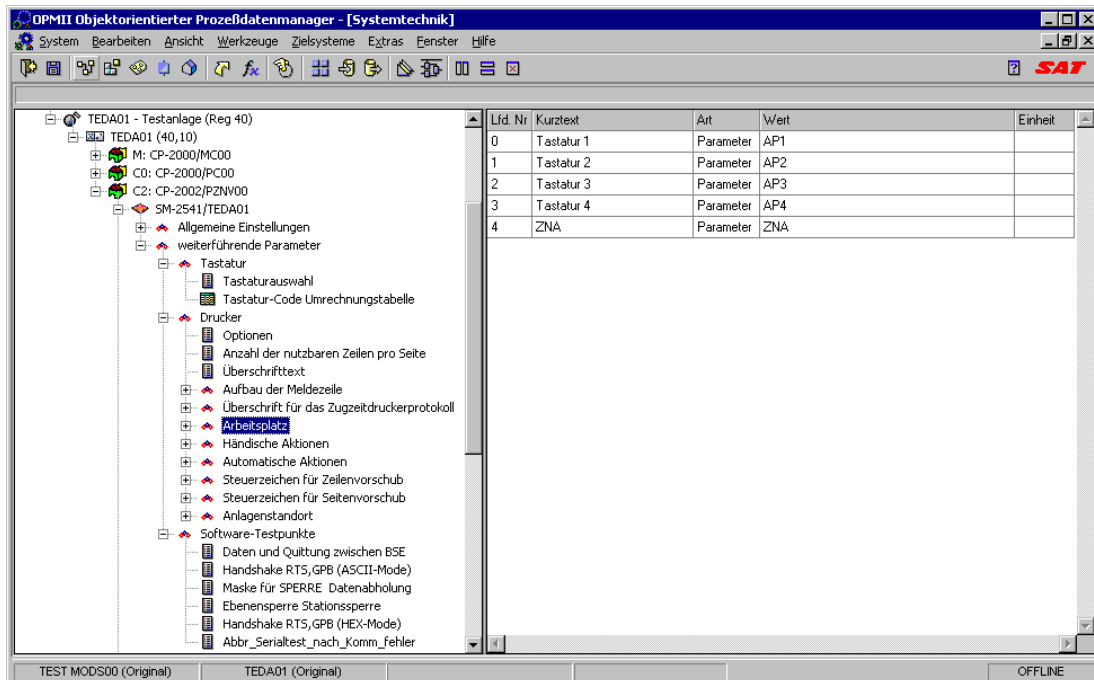 OPMII Objektorientierter Prozeßdatenmanager - [Systemtechnik]
System Bearbeiten Ansicht Werkzeuge Zielsysteme Extras Fenster Hilfe
SAT
TEDA01 - Testanlage (Reg 40)
TEDA01 (40,10)
M: CP-2000/MC00
C0: CP-2000/PC00
C2: CP-2002/PZNV00
SM-2541/TEDA01
Allgemeine Einstellungen
weiterführende Parameter
Tastatur
Tastaturauswahl
Tastatur-Code Umrechnungstabelle
Drucker
Optionen
Anzahl der nutzbaren Zeilen pro Seite
Überschrifttext
Aufbau der Meldezeile
Überschrift für das Zugzeitdruckerprotokoll
Arbeitsplatz
Händische Aktionen
Automatische Aktionen
Steuerzeichen für Zeilenvorschub
Steuerzeichen für Seitenvorschub
Anlagenstandort
Software-Testpunkte
Daten und Quittung zwischen BSE
Handshake RTS,GPB (ASCII-Mode)
Maske für SPERRE Datenabholung
Ebenensperre Stationssperre
Handshake RTS,GPB (HEX-Mode)
Abbr_Serialtest_nach_Komm_fehler
Lfd. Nr Kurztext Art Wert Einheit
0 Tastatur 1 Parameter AP1
1 Tastatur 2 Parameter AP2
2 Tastatur 3 Parameter AP3
3 Tastatur 4 Parameter AP4
4 ZNA Parameter ZNA
TEST MODS00 (Original) TEDA01 (Original) OFFLINE